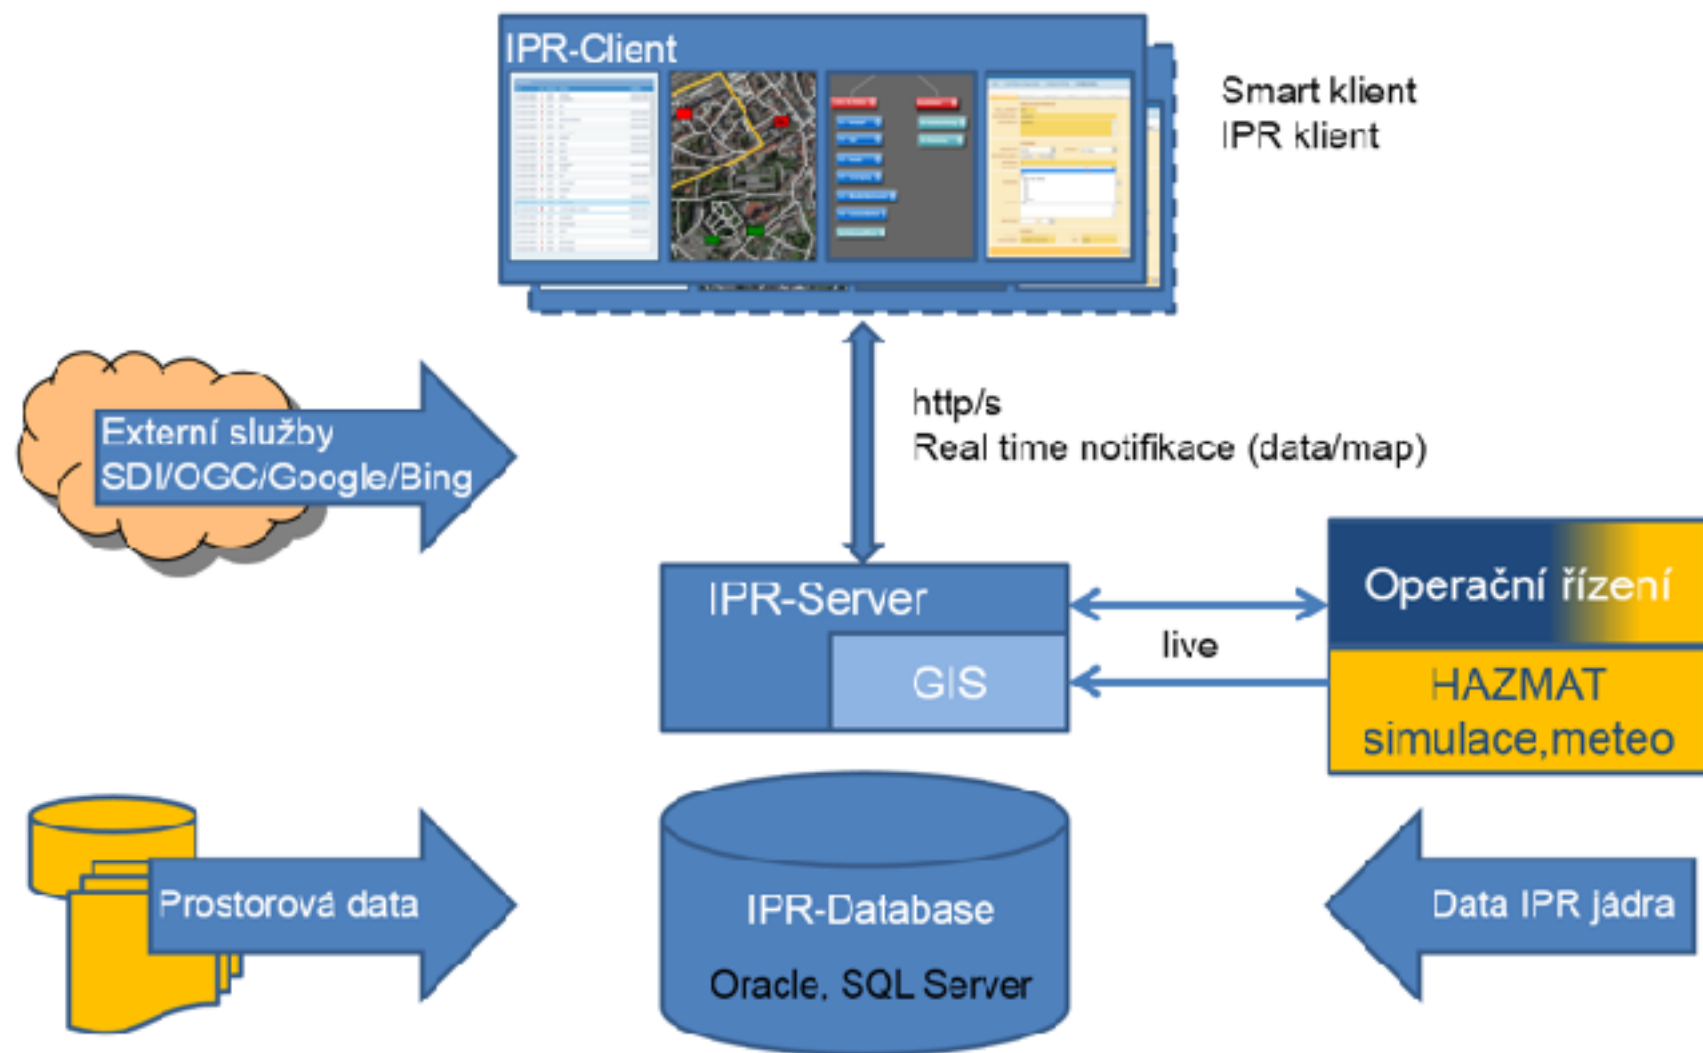 IPR-Client
Smart klient
IPR klient
Externí služby
SDI/OGC/Google/Bing
http/s
Real time notifikace (data/map)
IPR-Server
GIS
live
Operační řízení
HAZMAT
simulace,meteo
Prostorová data
IPR-Database
Oracle, SQL Server
Data IPR jádra